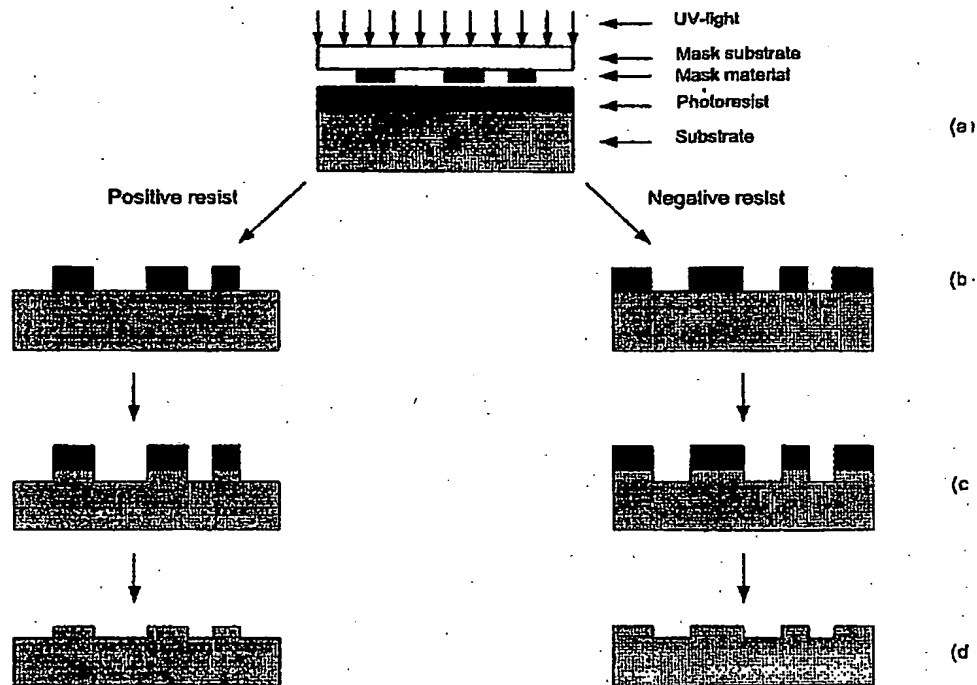 UV-light
Mask substrate
Mask material
Photoresist
Substrate
(a)
Positive resist
Negative resist
(b
(c
(d